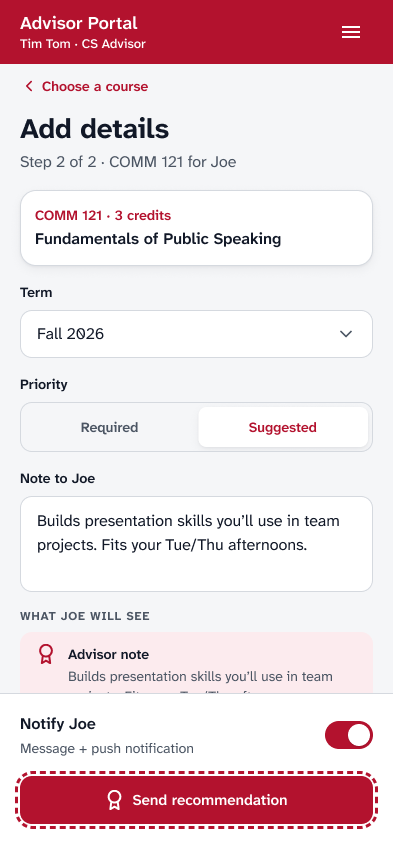 Advisor Portal
Tim Tom · CS Advisor
Choose a course
Add details
Step 2 of 2 · COMM 121 for Joe
COMM 121 · 3 credits
Fundamentals of Public Speaking
Term
Fall 2026
Priority
Required
Suggested
Note to Joe
Builds presentation skills you’ll use in team
projects. Fits your Tue/Thu afternoons.
WHAT JOE WILL SEE
Advisor note
Builds presentation skills you’ll use in team
Notify Joe
Message + push notification
Send recommendation